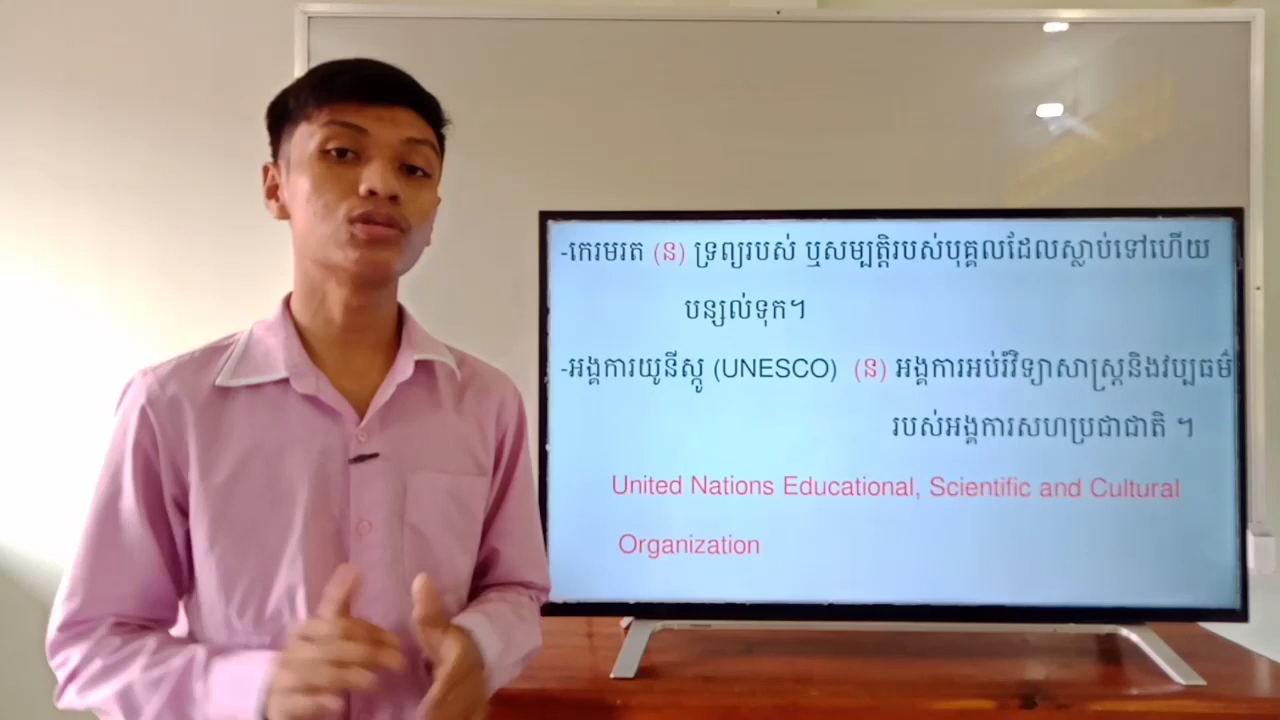 -កេរមរត (ន) ទ្រព្យរបស់ ឬសម្បត្តិរបស់បុគ្គលដែលស្លាប់ទៅហើយ
បន្សល់ទុក។
-អង្គការយូនីស្កូ (UNESCO) (ន) អង្គការអប់រំវិទ្យាសាស្ត្រនិងវប្បធម៌
របស់អង្គការសហប្រជាជាតិ ។
United Nations Educational, Scientific and Cultural
Organization